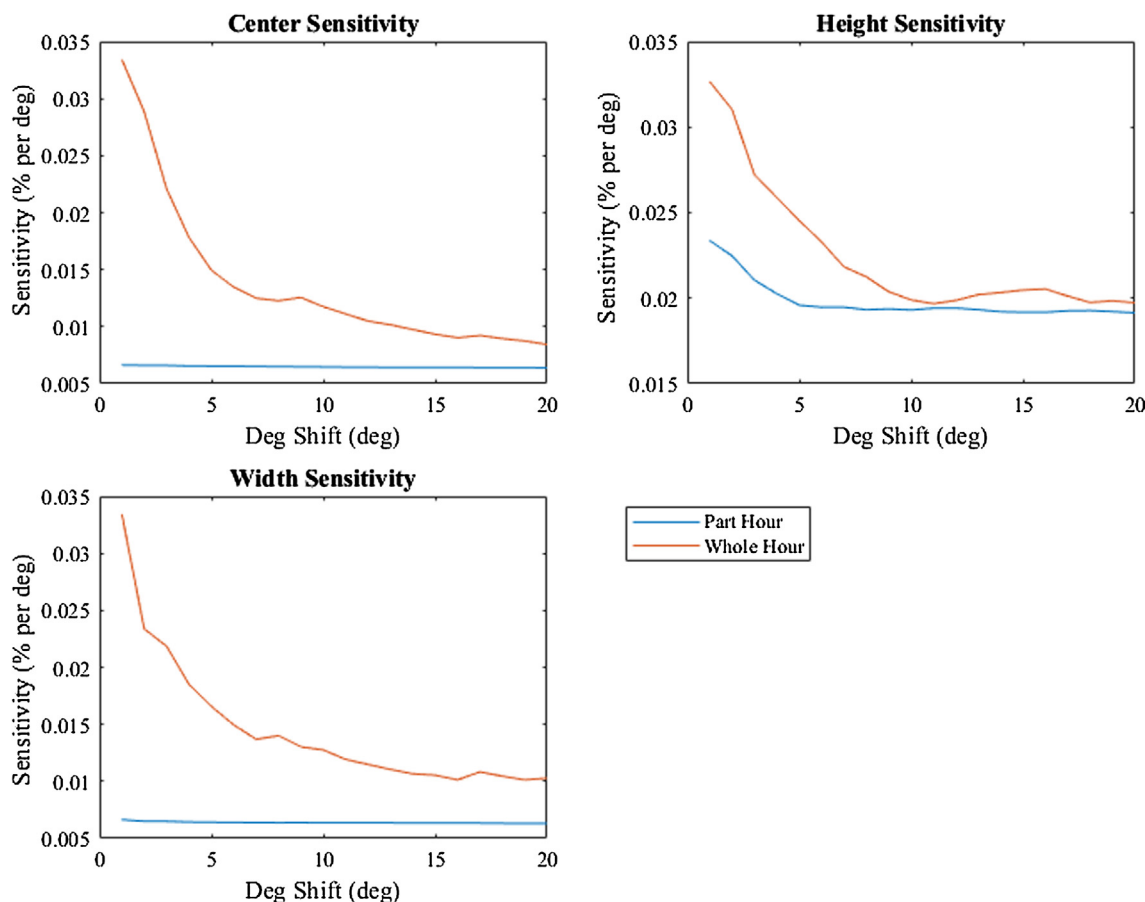 Center Sensitivity
0.035
0.03
0.025
0.02
0.015
0.01
0.005
Sensitivity (% per deg)
0 5 10 15 20
Deg Shift (deg)
Height Sensitivity
0.035
0.03
0.025
0.02
0.015
Sensitivity (% per deg)
0 5 10 15 20
Deg Shift (deg)
Width Sensitivity
0.035
0.03
0.025
0.02
0.015
0.01
0.005
Sensitivity (% per deg)
0 5 10 15 20
Deg Shift (deg)
Part Hour
Whole Hour